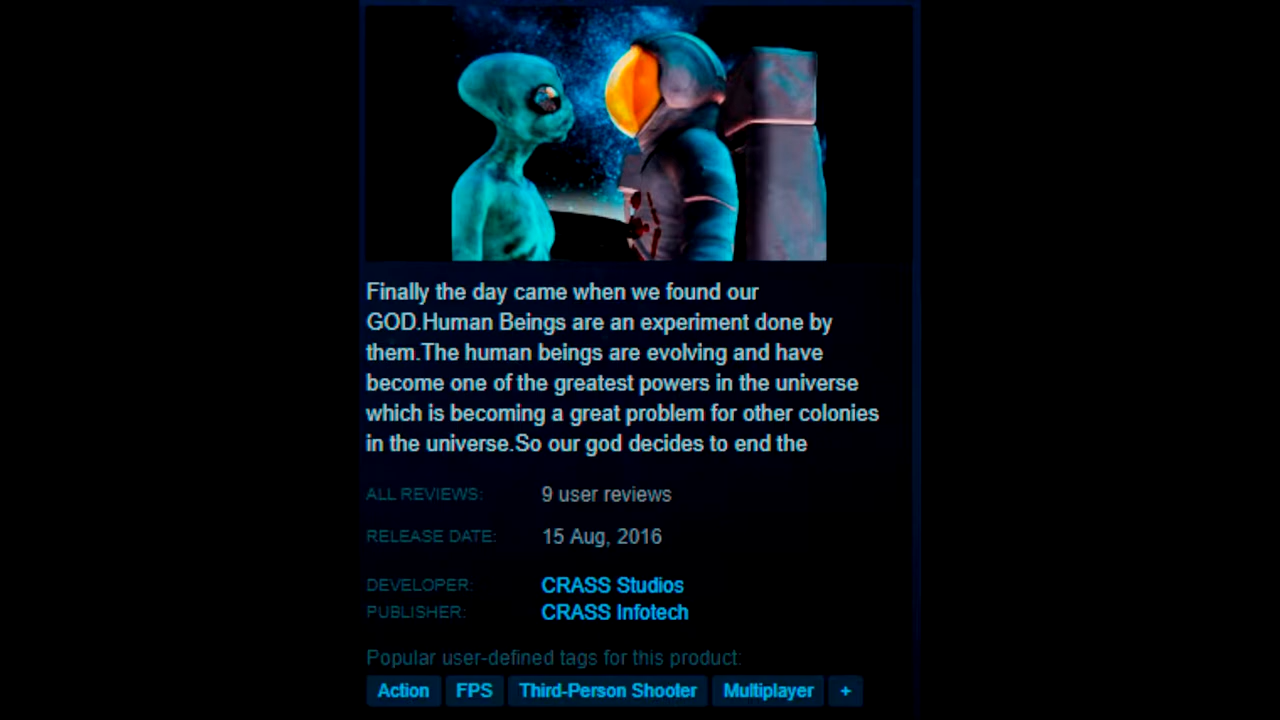 Finally the day came when we found our
GOD.Human Beings are an experiment done by
them.The human beings are evolving and have
become one of the greatest powers in the universe
which is becoming a great problem for other colonies
in the universe.So our god decides to end the
ALL REVIEWS: 9 user reviews
RELEASE DATE: 15 Aug, 2016
DEVELOPER: CRASS Studios
PUBLISHER: CRASS Infotech
Popular user-defined tags for this product:
Action FPS Third-Person Shooter Multiplayer +